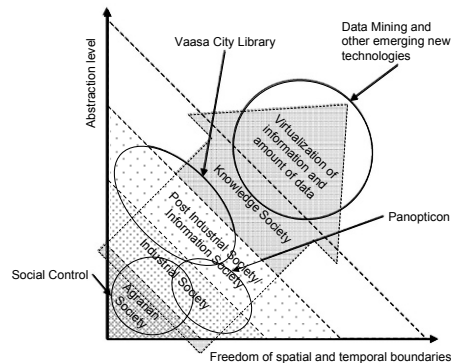 Data Mining and
other emerging new
technologies
Vaasa City Library
Abstraction level
Virtualization of
information and
amount of data
Knowledge Society
Post Industrial Society/
Information Society
Panopticon
Industrial Society
Social Control
Agrarian
Society
Freedom of spatial and temporal boundaries